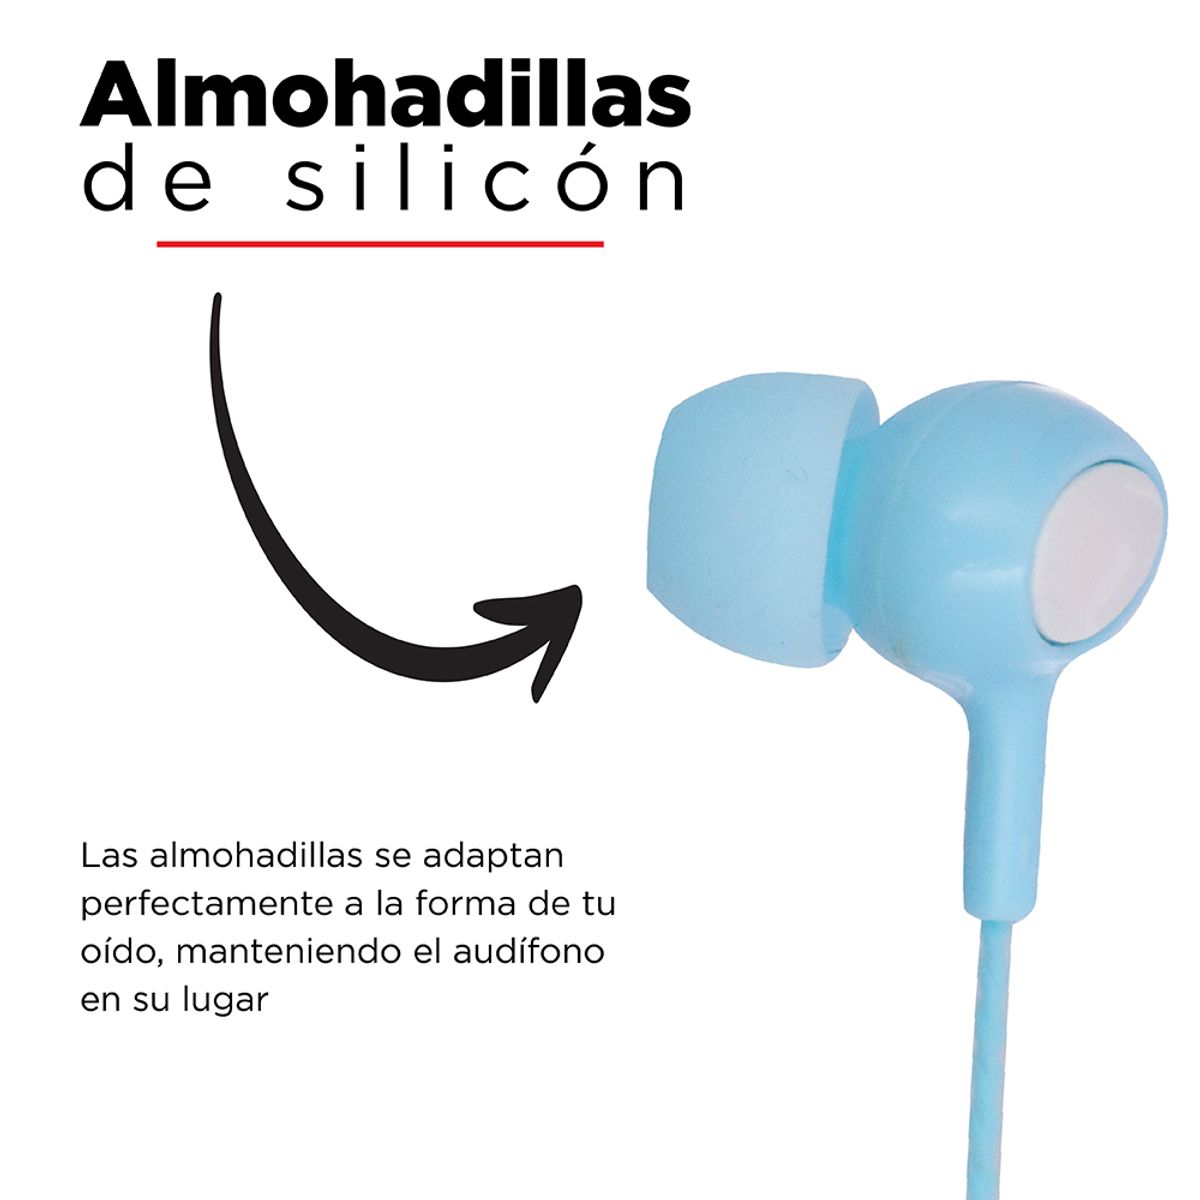 Almohadillas
de silicón
Las almohadillas se adaptan
perfectamente a la forma de tu
oído, manteniendo el audífono
en su lugar